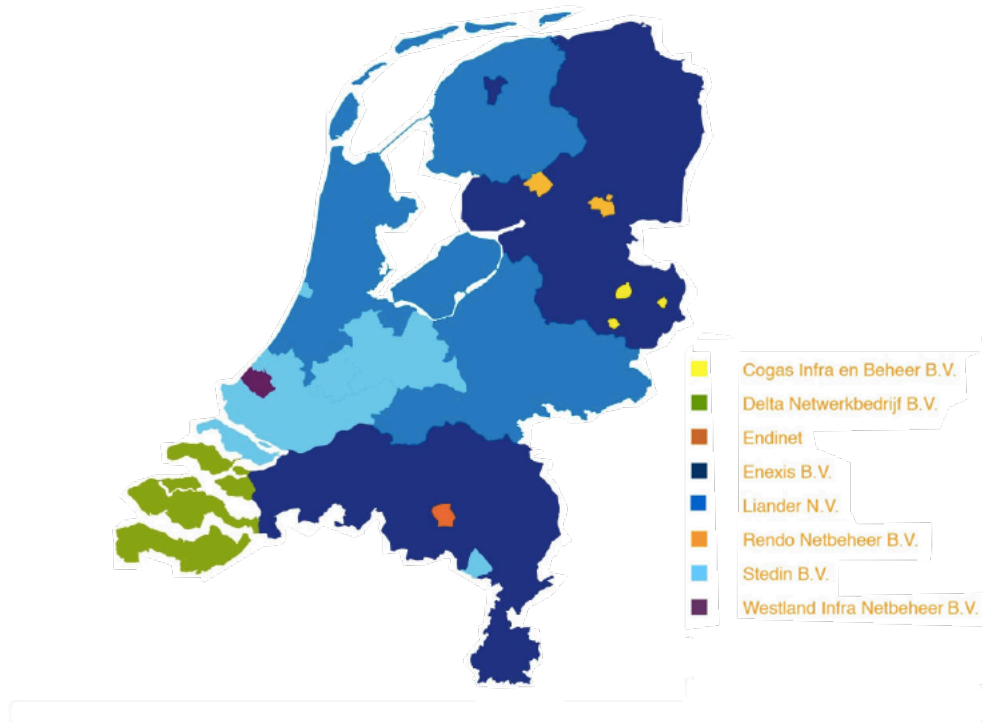 Cogas Infra en Beheer B.V.
Delta Netwerkbedrijf B.V.
Endinet
Enexis B.V.
Liander N.V.
Rendo Netbeheer B.V.
Stedin B.V.
Westland Infra Netbeheer B.V.